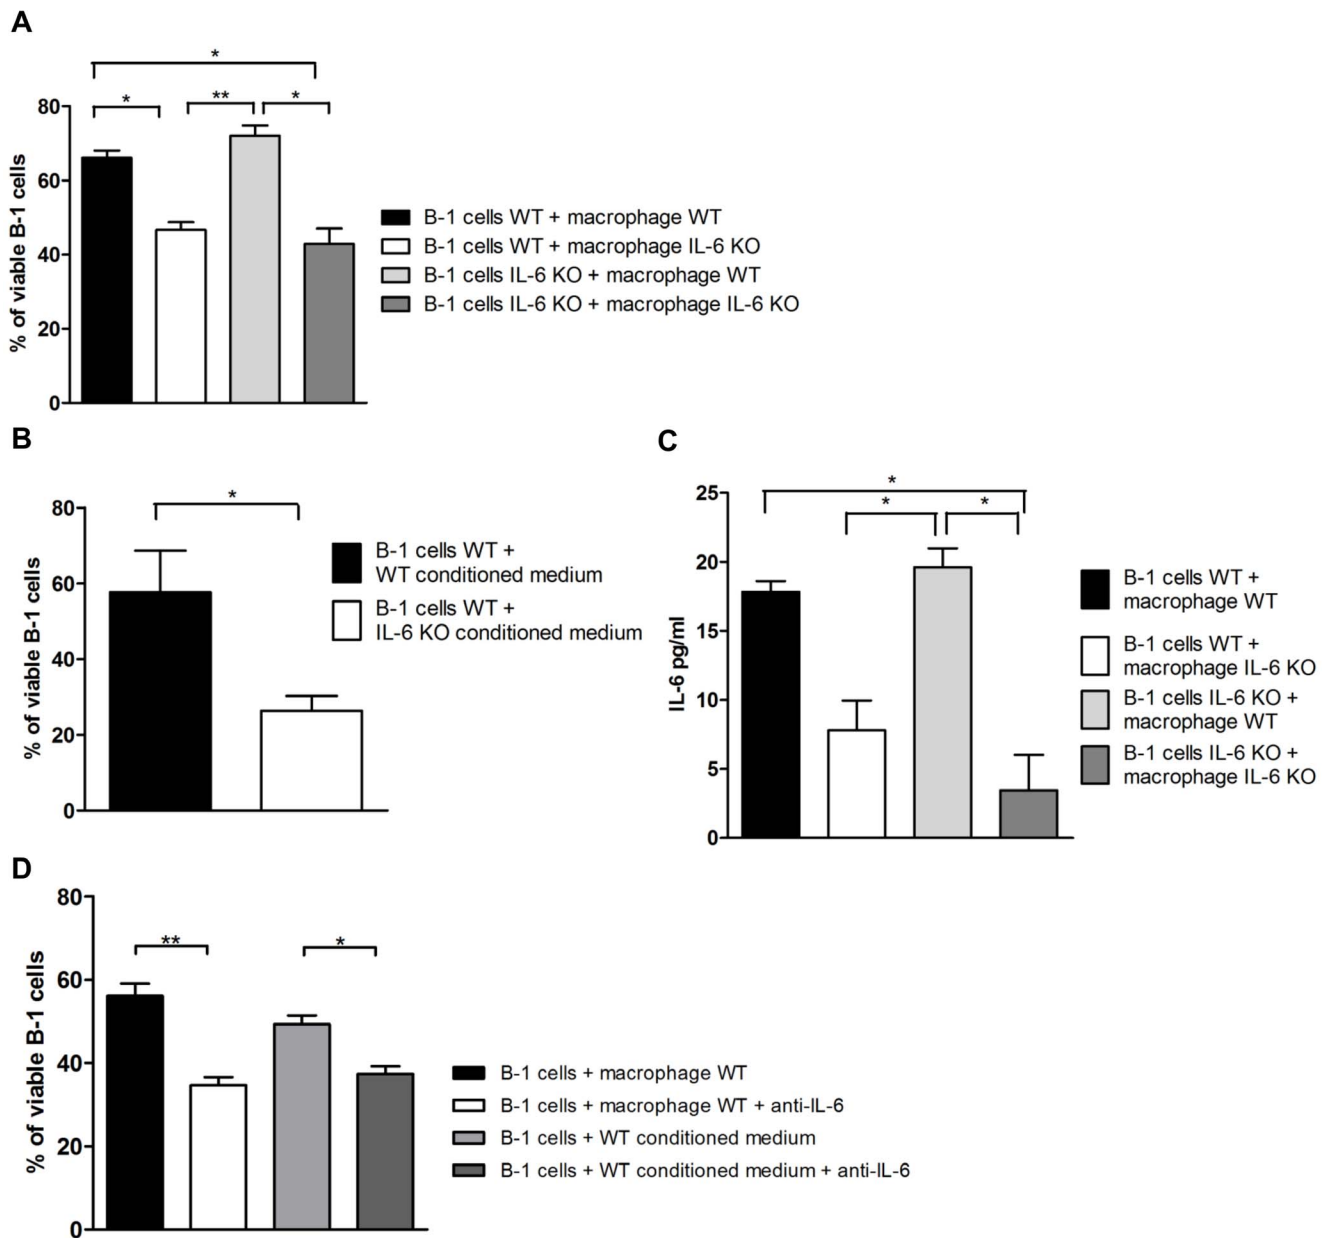 A
*
* ** *
80
60
40
20
0
% of viable B-1 cells
B-1 cells WT + macrophage WT
B-1 cells WT + macrophage IL-6 KO
B-1 cells IL-6 KO + macrophage WT
B-1 cells IL-6 KO + macrophage IL-6 KO
B
*
80
60
40
20
0
% of viable B-1 cells
B-1 cells WT +
WT conditioned medium
B-1 cells WT +
IL-6 KO conditioned medium
C
*
* *
25
20
15
10
5
0
IL-6 pg/ml
B-1 cells WT +
macrophage WT
B-1 cells WT +
macrophage IL-6 KO
B-1 cells IL-6 KO +
macrophage WT
B-1 cells IL-6 KO +
macrophage IL-6 KO
D
** *
80
60
40
20
0
% of viable B-1 cells
B-1 cells + macrophage WT
B-1 cells + macrophage WT + anti-IL-6
B-1 cells + WT conditioned medium
B-1 cells + WT conditioned medium + anti-IL-6